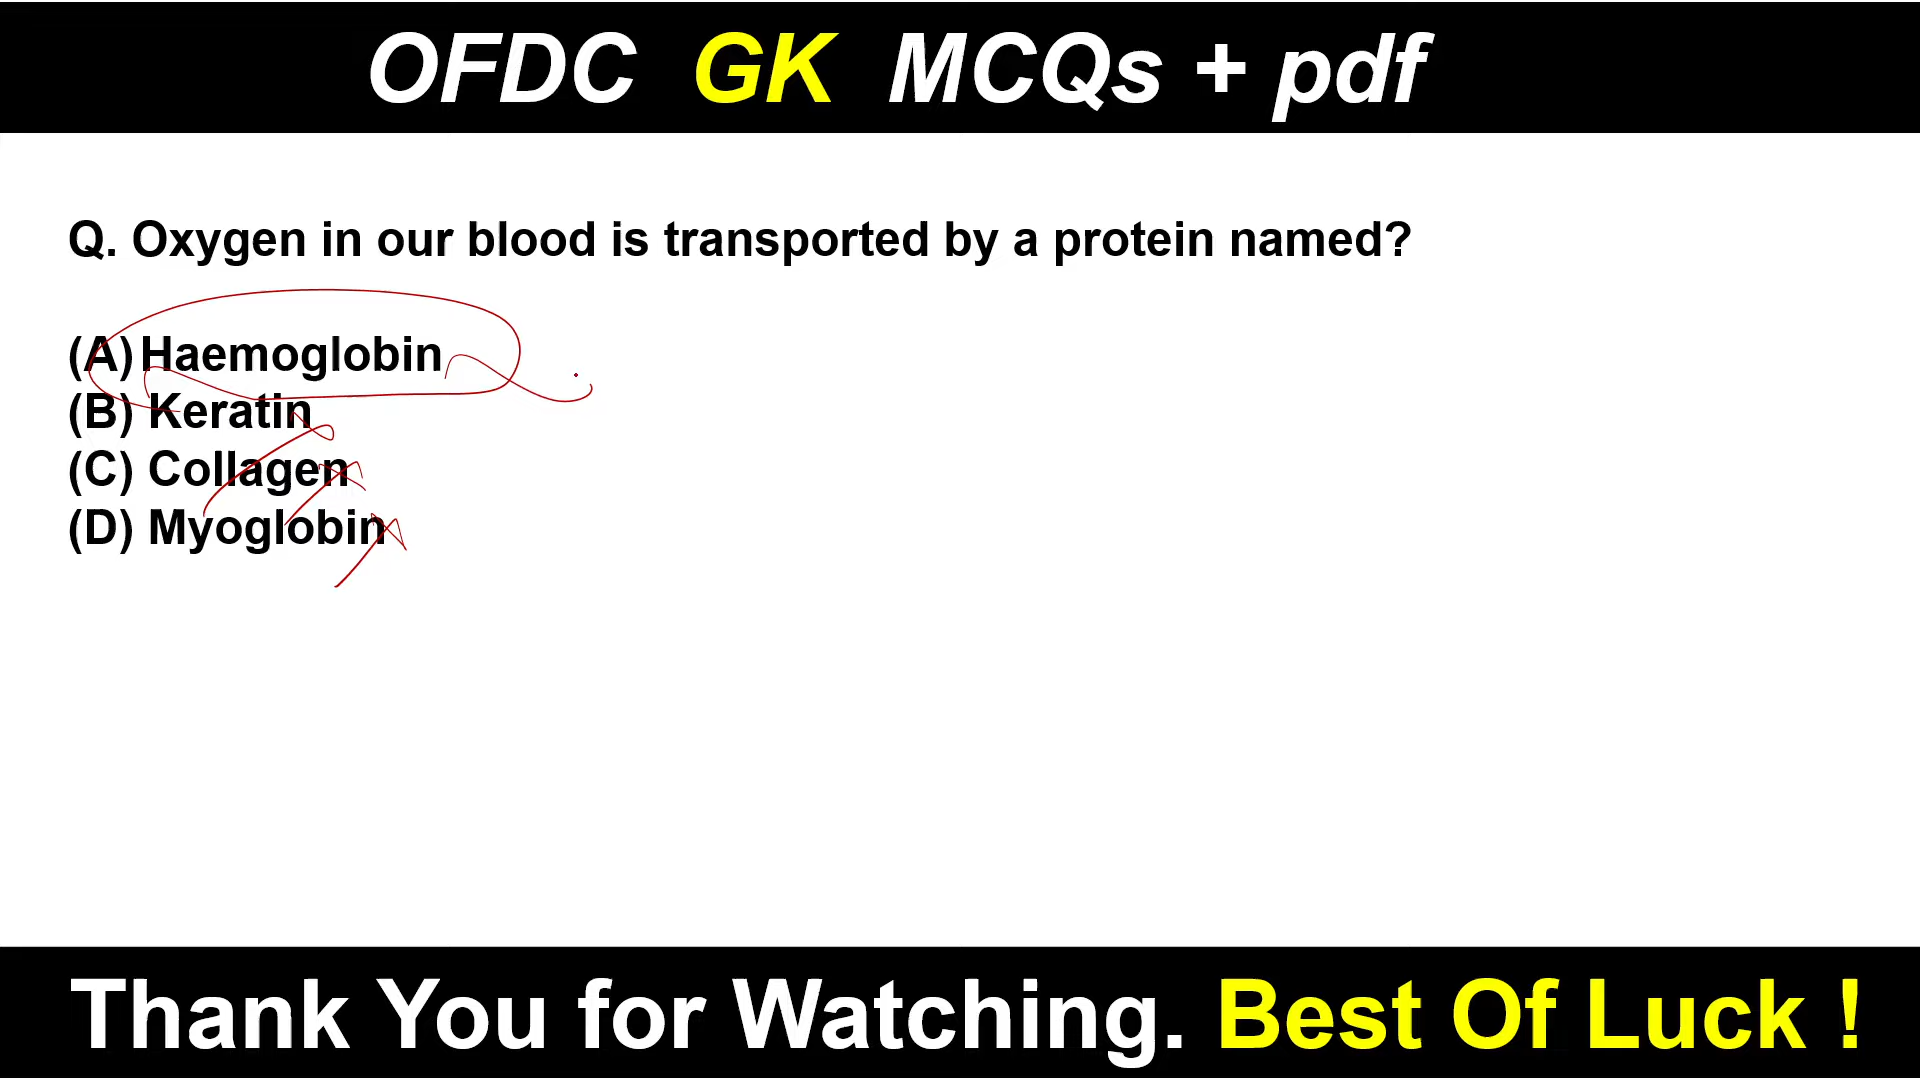 OFDC GK MCQs + pdf
Q. Oxygen in our blood is transported by a protein named?
(A) Haemoglobin
(B) Keratin
(C) Collagen
(D) Myoglobin
Thank You for Watching. Best Of Luck !